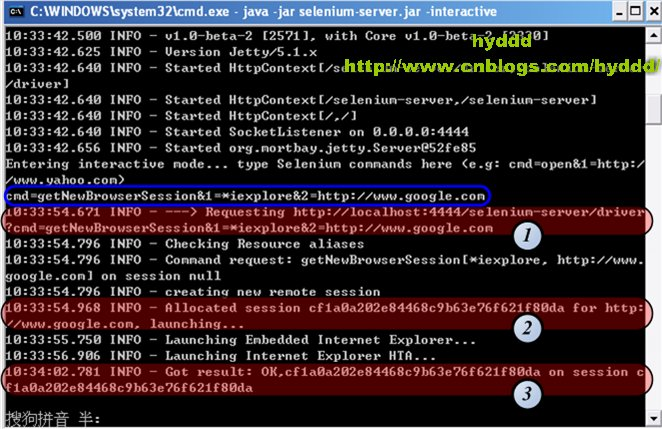 C:\WINDOWS\system32\cmd.exe - java -jar selenium-server.jar -interactive
10:33:42.500 INFO - v1.0-beta-2 [2571], with Core v1.0-beta-2 [2330]
hyddd
10:33:42.625 INFO - Version Jetty/5.1.x
http://www.cnblogs.com/hyddd/
10:33:42.640 INFO - Started HttpContext[/selenium-server
/driver]
10:33:42.640 INFO - Started HttpContext[/selenium-server,/selenium-server]
10:33:42.640 INFO - Started HttpContext[/,/]
10:33:42.640 INFO - Started SocketListener on 0.0.0.0:4444
10:33:42.656 INFO - Started org.mortbay.jetty.Server@52fe85
Entering interactive mode... type Selenium commands here (e.g: cmd=open&1=http:/
/www.yahoo.com)
cmd=getNewBrowserSession&1=*iexplore&2=http://www.google.com
10:33:54.671 INFO - ---> Requesting http://localhost:4444/selenium-server/driver
?cmd=getNewBrowserSession&1=*iexplore&2=http://www.google.com
1
10:33:54.796 INFO - Checking Resource aliases
10:33:54.796 INFO - Command request: getNewBrowserSession[*iexplore, http://www.
google.com] on session null
10:33:54.796 INFO - creating new remote session
10:33:54.968 INFO - Allocated session cf1a0a202e84468c9b63e76f621f80da for http:
//www.google.com, launching...
2
10:33:55.750 INFO - Launching Embedded Internet Explorer...
10:33:56.906 INFO - Launching Internet Explorer HTA...
10:34:02.781 INFO - Got result: OK,cf1a0a202e84468c9b63e76f621f80da on session c
f1a0a202e84468c9b63e76f621f80da
3
搜狗拼音 半: